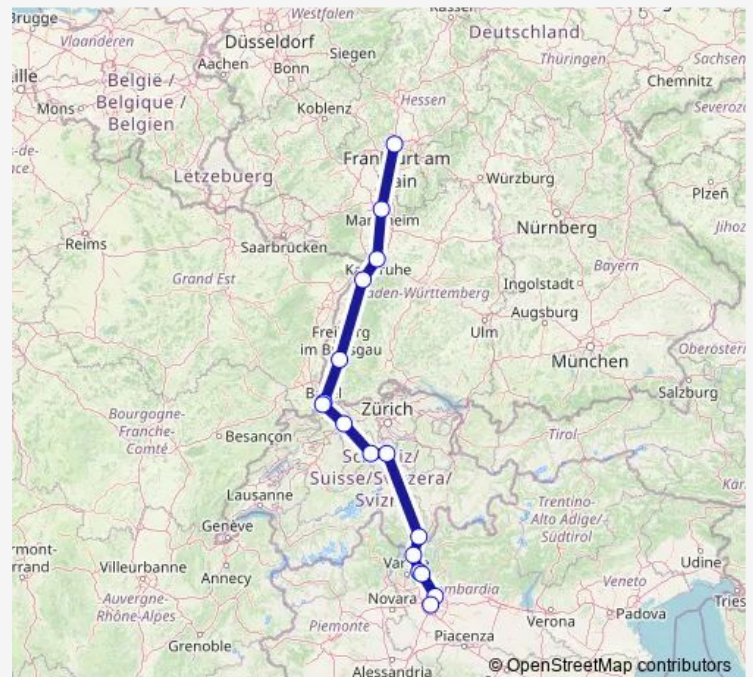 Brugge
Westfalen
Kassel
Vlaanderen
Düsseldorf
Siegen
Deutschland
Aachen
Bonn
Thüringen
Sachsen
Lille
België /
Belgique /
Belgien
Mons
Koblenz
Hessen
Chemnitz
Frankfurt am
Main
Letzebuerg
Würzburg
Plzeň
Mannheim
Nürnberg
Reims
Saarbrücken
Karlsruhe
Bayern
Grand Est
Baden-Württemberg
Ingolstadt
Augsburg
Freiburg
im Breisgau
Ulm
München
Salzburg
Basel
Zürich
Bourgogne-
Franche-
Comté
Besançon
Tirol
Schweiz/
Suisse/Svizzera/
Svizra
Lausanne
Genève
Trentino-
Alto Adige/
Südtirol
Villeurbanne
Annecy
Varese
Udine
Auvergne-
Rhône-Alpes
Novara
Lombardia
Veneto
Padova
Verona
Piemonte
Piacenza
Grenoble
Alessandria
© OpenStreetMap contributors